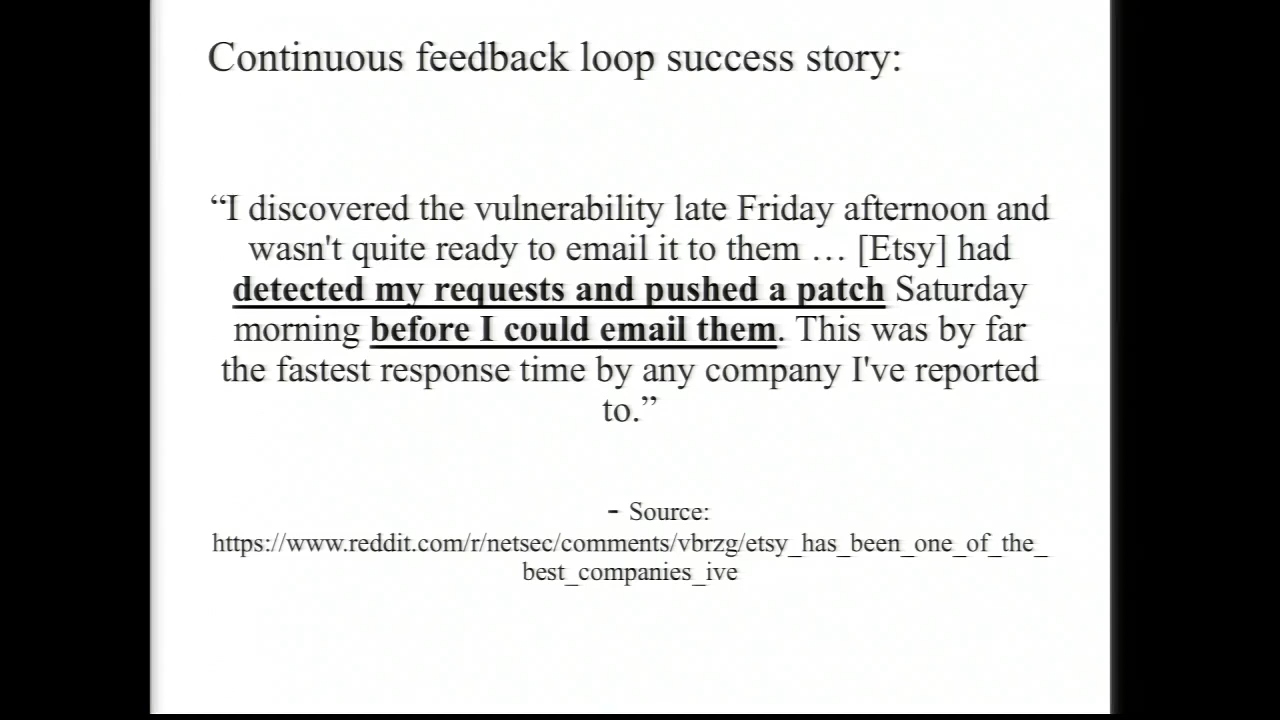 Continuous feedback loop success story:
“I discovered the vulnerability late Friday afternoon and
wasn't quite ready to email it to them … [Etsy] had
detected my requests and pushed a patch Saturday
morning before I could email them. This was by far
the fastest response time by any company I've reported
to.”
- Source:
https://www.reddit.com/r/netsec/comments/vbrzg/etsy_has_been_one_of_the_
best_companies_ive